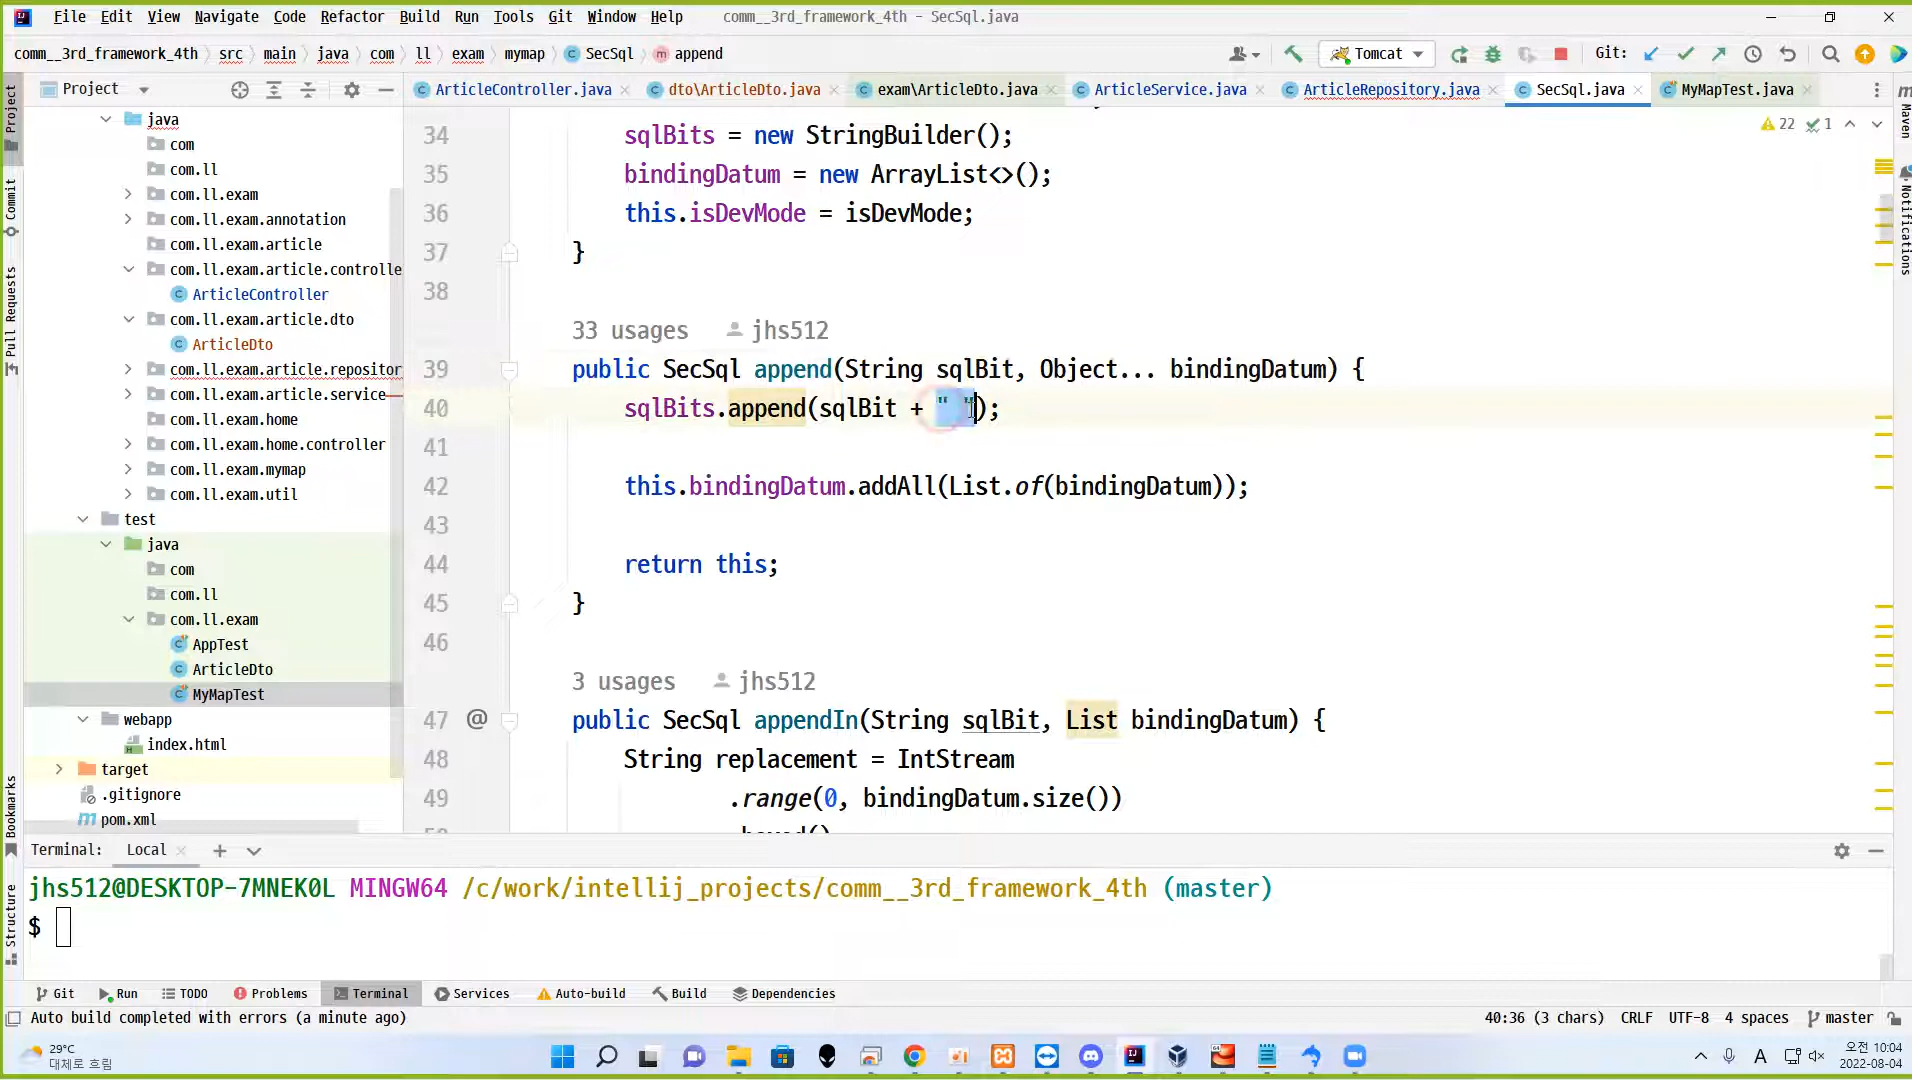 File Edit View Navigate Code Refactor Build Run Tools Git Window Help comm__3rd_framework_4th - SecSql.java
comm__3rd_framework_4th src main java com ll exam mymap SecSql append Tomcat Git:
Project ArticleController.java dto\ArticleDto.java exam\ArticleDto.java ArticleService.java ArticleRepository.java SecSql.java MyMapTest.java
22 1
Project
Commit
Pull Requests
Bookmarks
Structure
Maven
Notifications
java
com
com.ll
com.ll.exam
com.ll.exam.annotation
com.ll.exam.article
com.ll.exam.article.controlle
ArticleController
com.ll.exam.article.dto
ArticleDto
com.ll.exam.article.repositor
com.ll.exam.article.service
com.ll.exam.home
com.ll.exam.home.controller
com.ll.exam.mymap
com.ll.exam.util
test
java
com
com.ll
com.ll.exam
AppTest
ArticleDto
MyMapTest
webapp
index.html
target
.gitignore
pom.xml
34 sqlBits = new StringBuilder();
35 bindingDatum = new ArrayList<>();
36 this.isDevMode = isDevMode;
37 }
38
33 usages jhs512
39 public SecSql append(String sqlBit, Object... bindingDatum) {
40 sqlBits.append(sqlBit + " ");
41
42 this.bindingDatum.addAll(List.of(bindingDatum));
43
44 return this;
45 }
46
3 usages jhs512
47 @ public SecSql appendIn(String sqlBit, List bindingDatum) {
48 String replacement = IntStream
49 .range(0, bindingDatum.size())
Terminal: Local
jhs512@DESKTOP-7MNEK0L MINGW64 /c/work/intellij_projects/comm__3rd_framework_4th (master)
$
Git Run TODO Problems Terminal Services Auto-build Build Dependencies
Auto build completed with errors (a minute ago) 40:36 (3 chars) CRLF UTF-8 4 spaces master
29°C
대체로 흐림
A
오전 10:04
2022-08-04